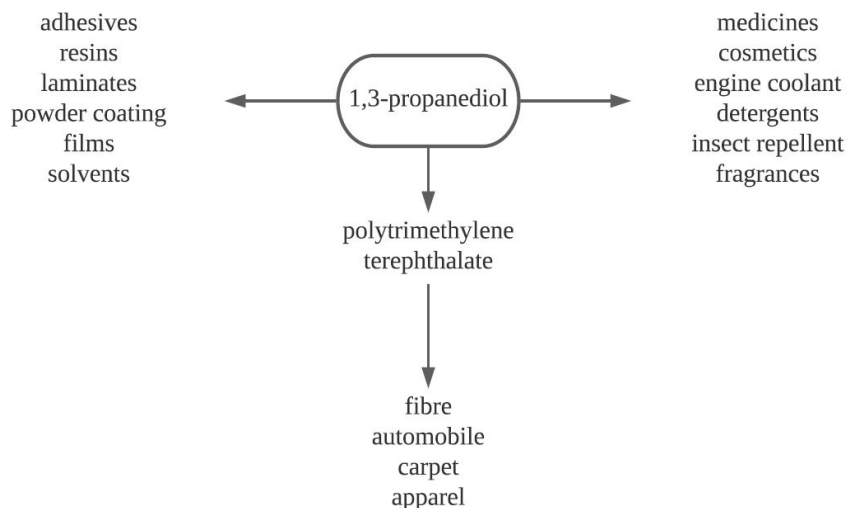 adhesives
resins
laminates
powder coating
films
solvents
1,3-propanediol
medicines
cosmetics
engine coolant
detergents
insect repellent
fragrances
polytrimethylene
terephthalate
fibre
automobile
carpet
apparel